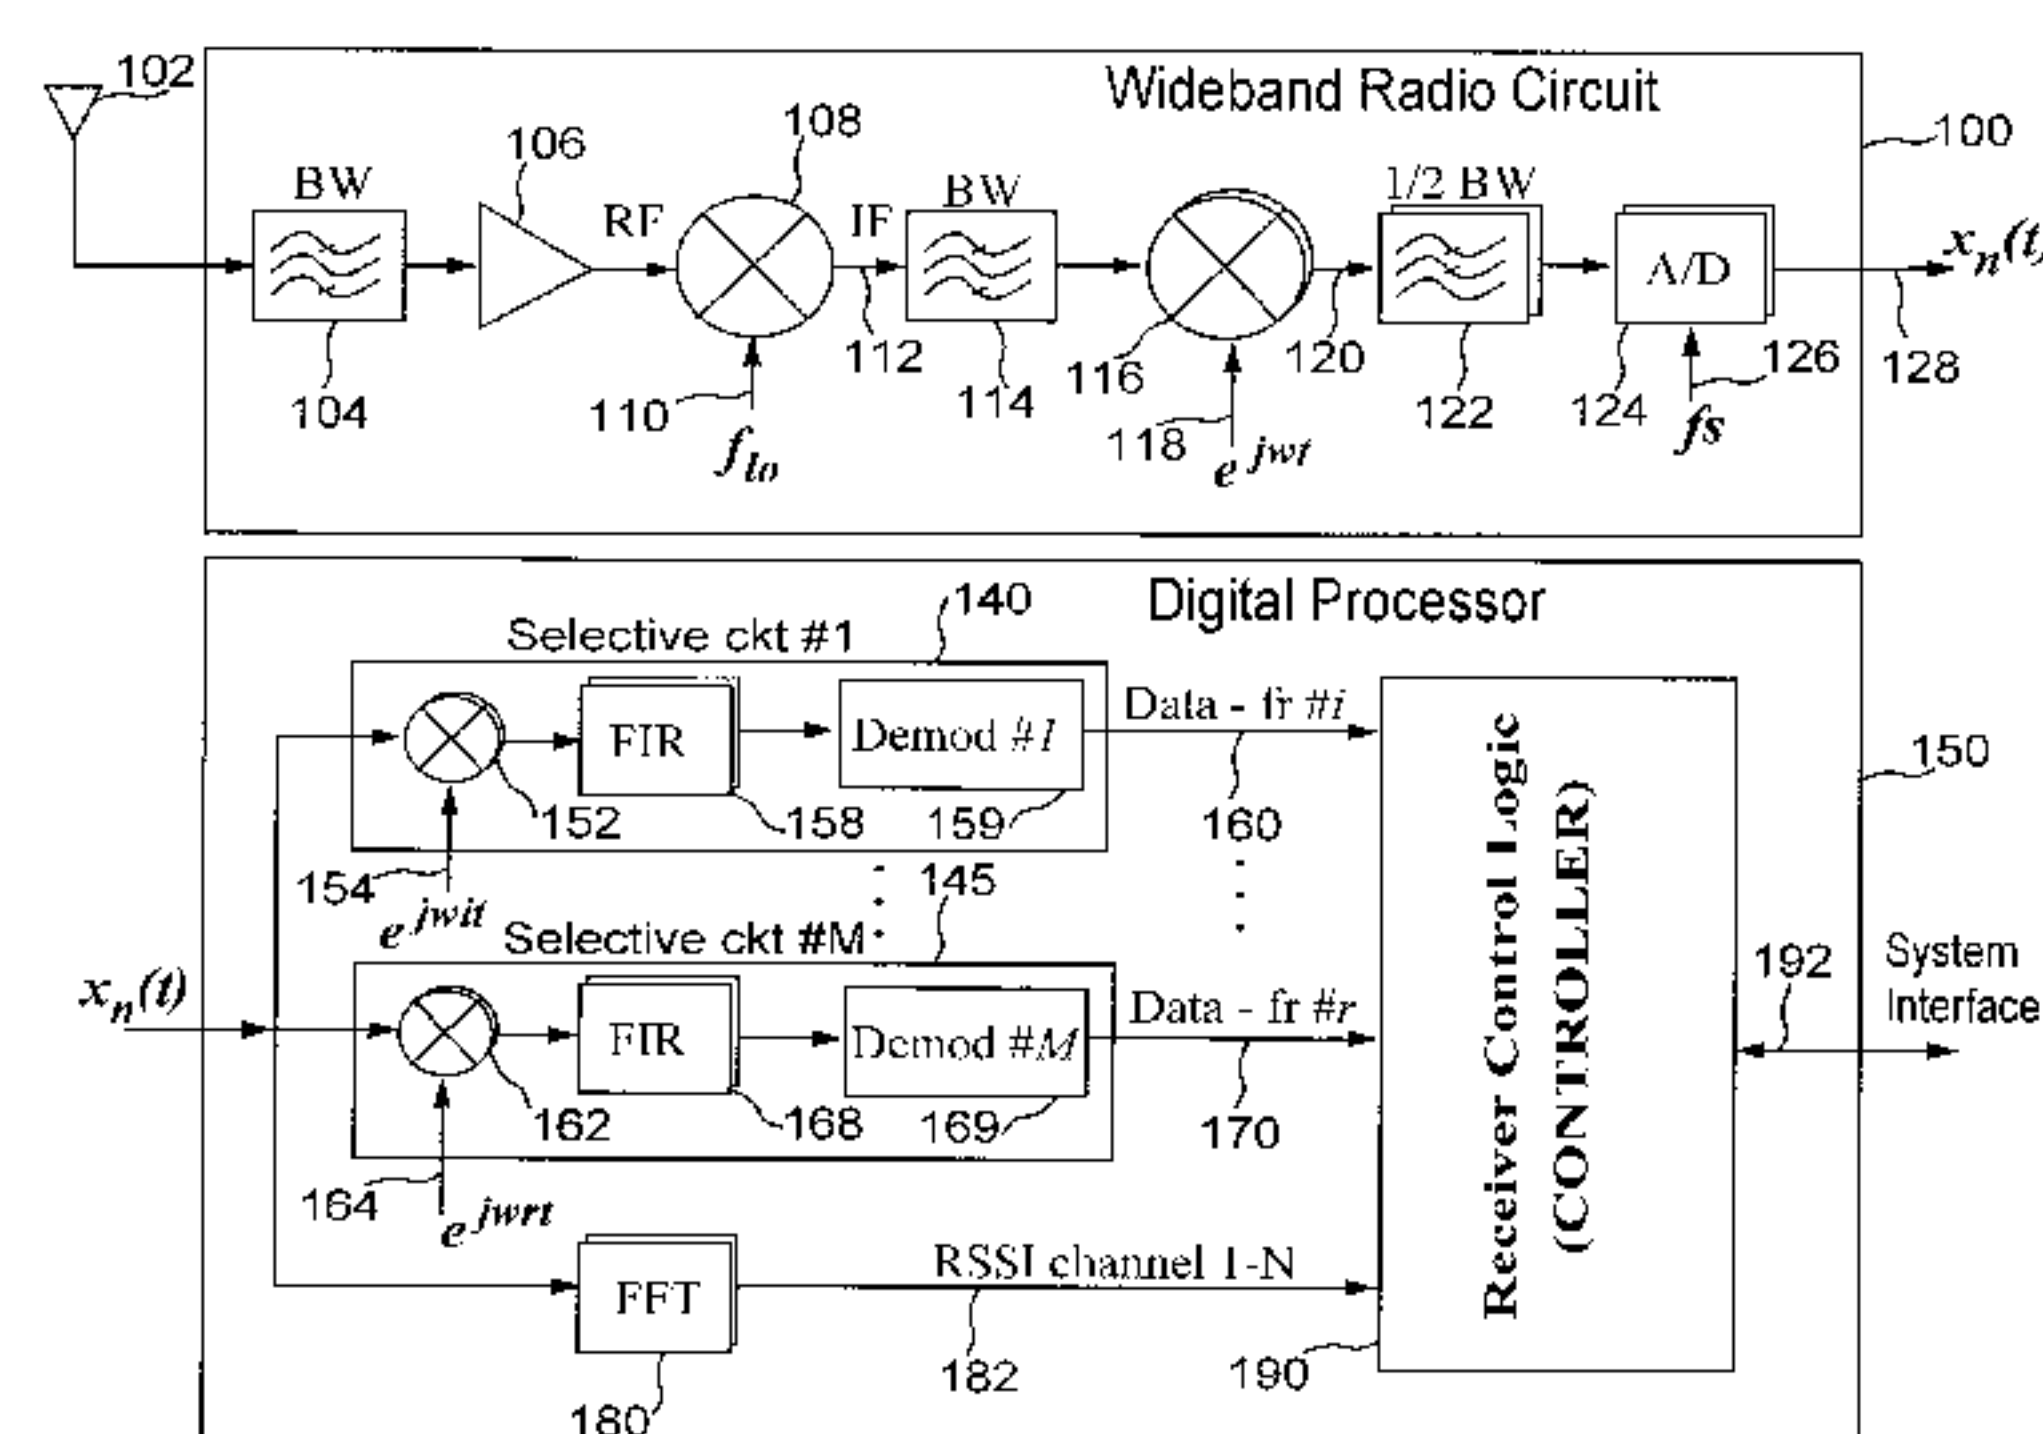 102
Wideband Radio Circuit
100
108
106
BW
RF
IF
BW
1/2 BW
A/D
x_n(t)
104
110
f_lo
112
114
116
118
e^jwt
120
122
124
126
fs
128
Digital Processor
140
Selective ckt #1
FIR
Demod #1
Data - fr #i
150
152
158
159
160
154
e^jwit
145
Selective ckt #M
x_n(t)
FIR
Demod #M
Data - fr #r
162
168
169
170
164
e^jwrt
Receiver Control Logic
(CONTROLLER)
192
System
Interface
FFT
RSSI channel 1-N
180
182
190